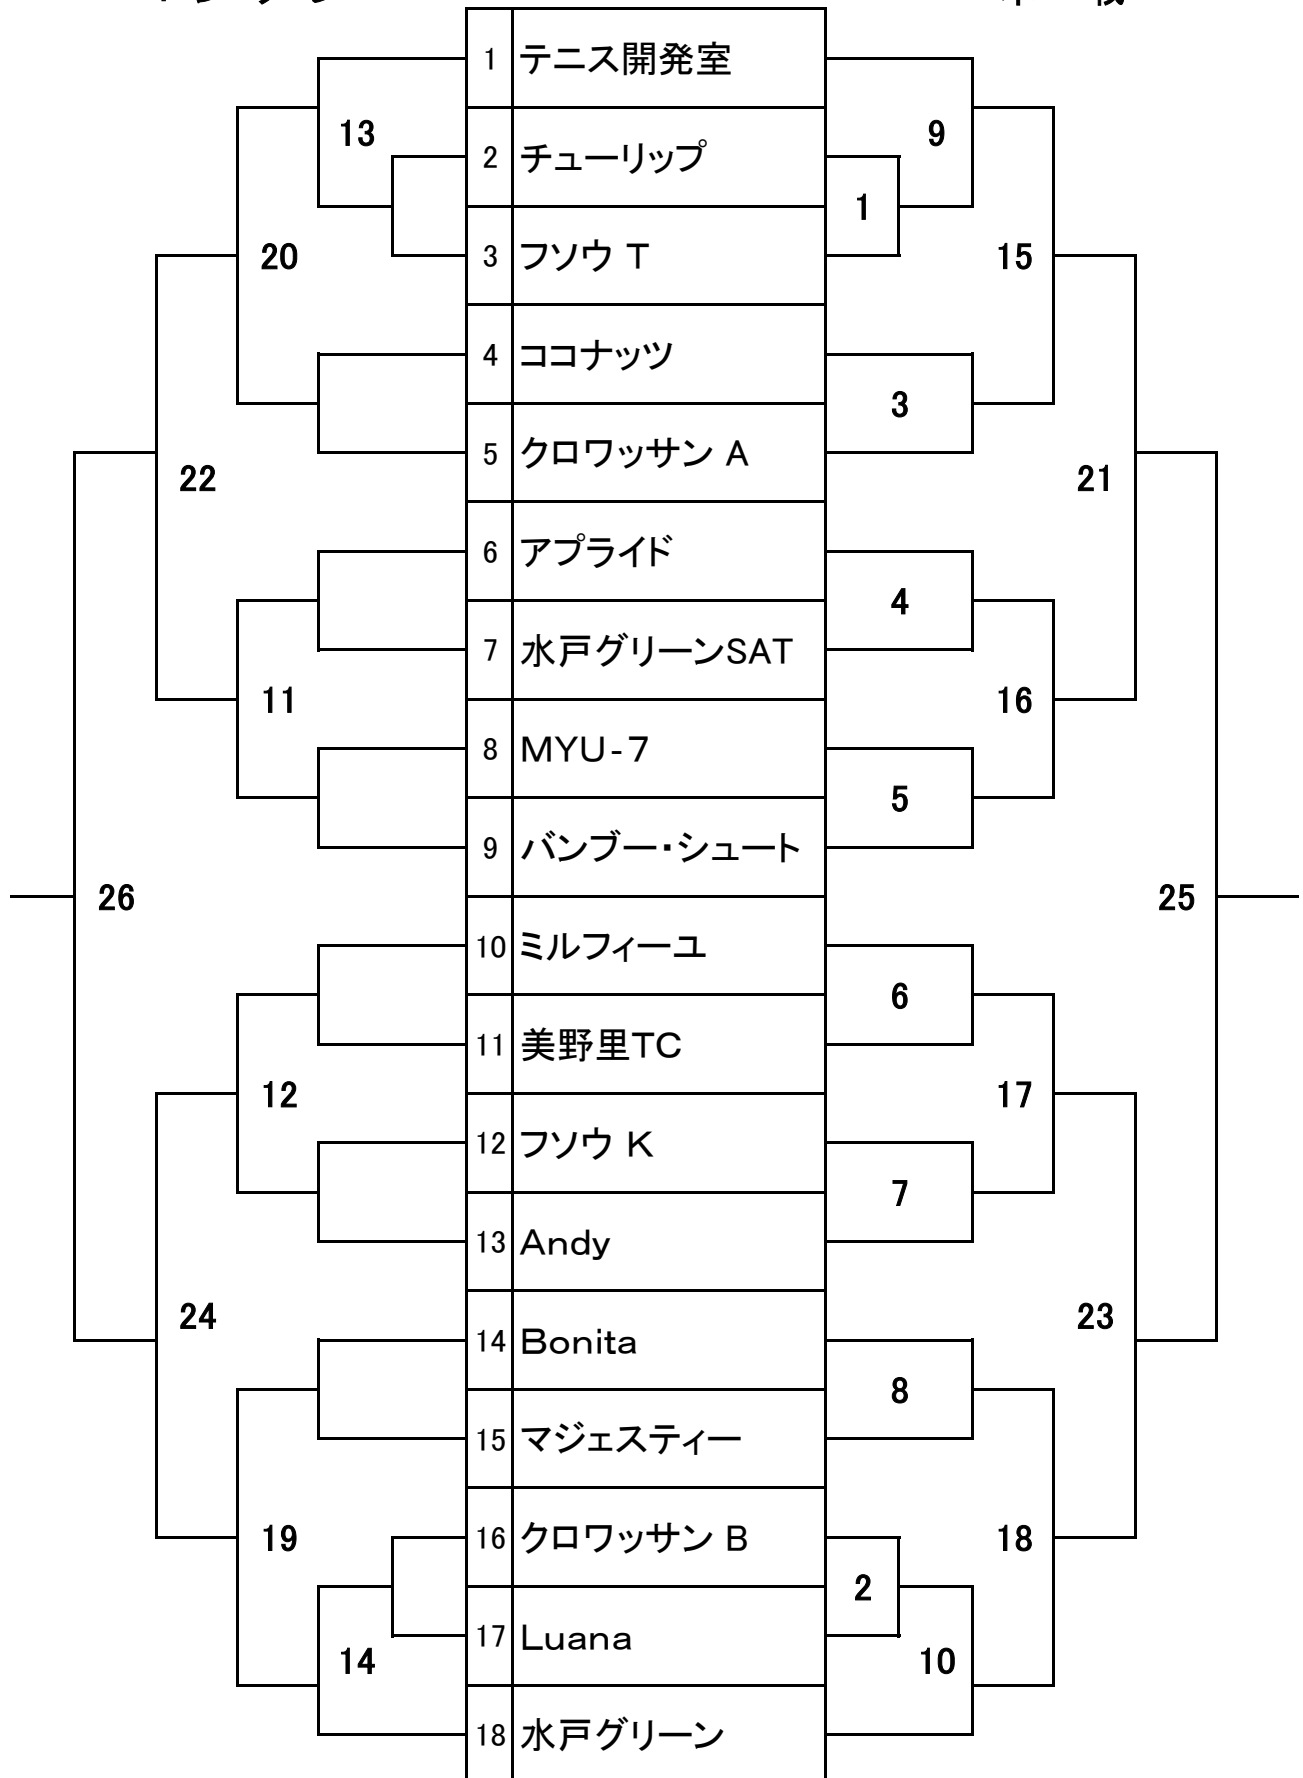 1 テニス開発室
13 9
2 チューリップ
1
20 3 フソウ T 15
4 ココナッツ
3
5 クロワッサン A
22 21
6 アプライド
4
7 水戸グリーンSAT
11 16
8 MYU-7
5
9 バンブー・シュート
26 25
10 ミルフィーユ
6
11 美野里TC
12 17
12 フソウ K
7
13 Andy
24 23
14 Bonita
8
15 マジェスティー
19 16 クロワッサン B 18
2
17 Luana
14 10
18 水戸グリーン